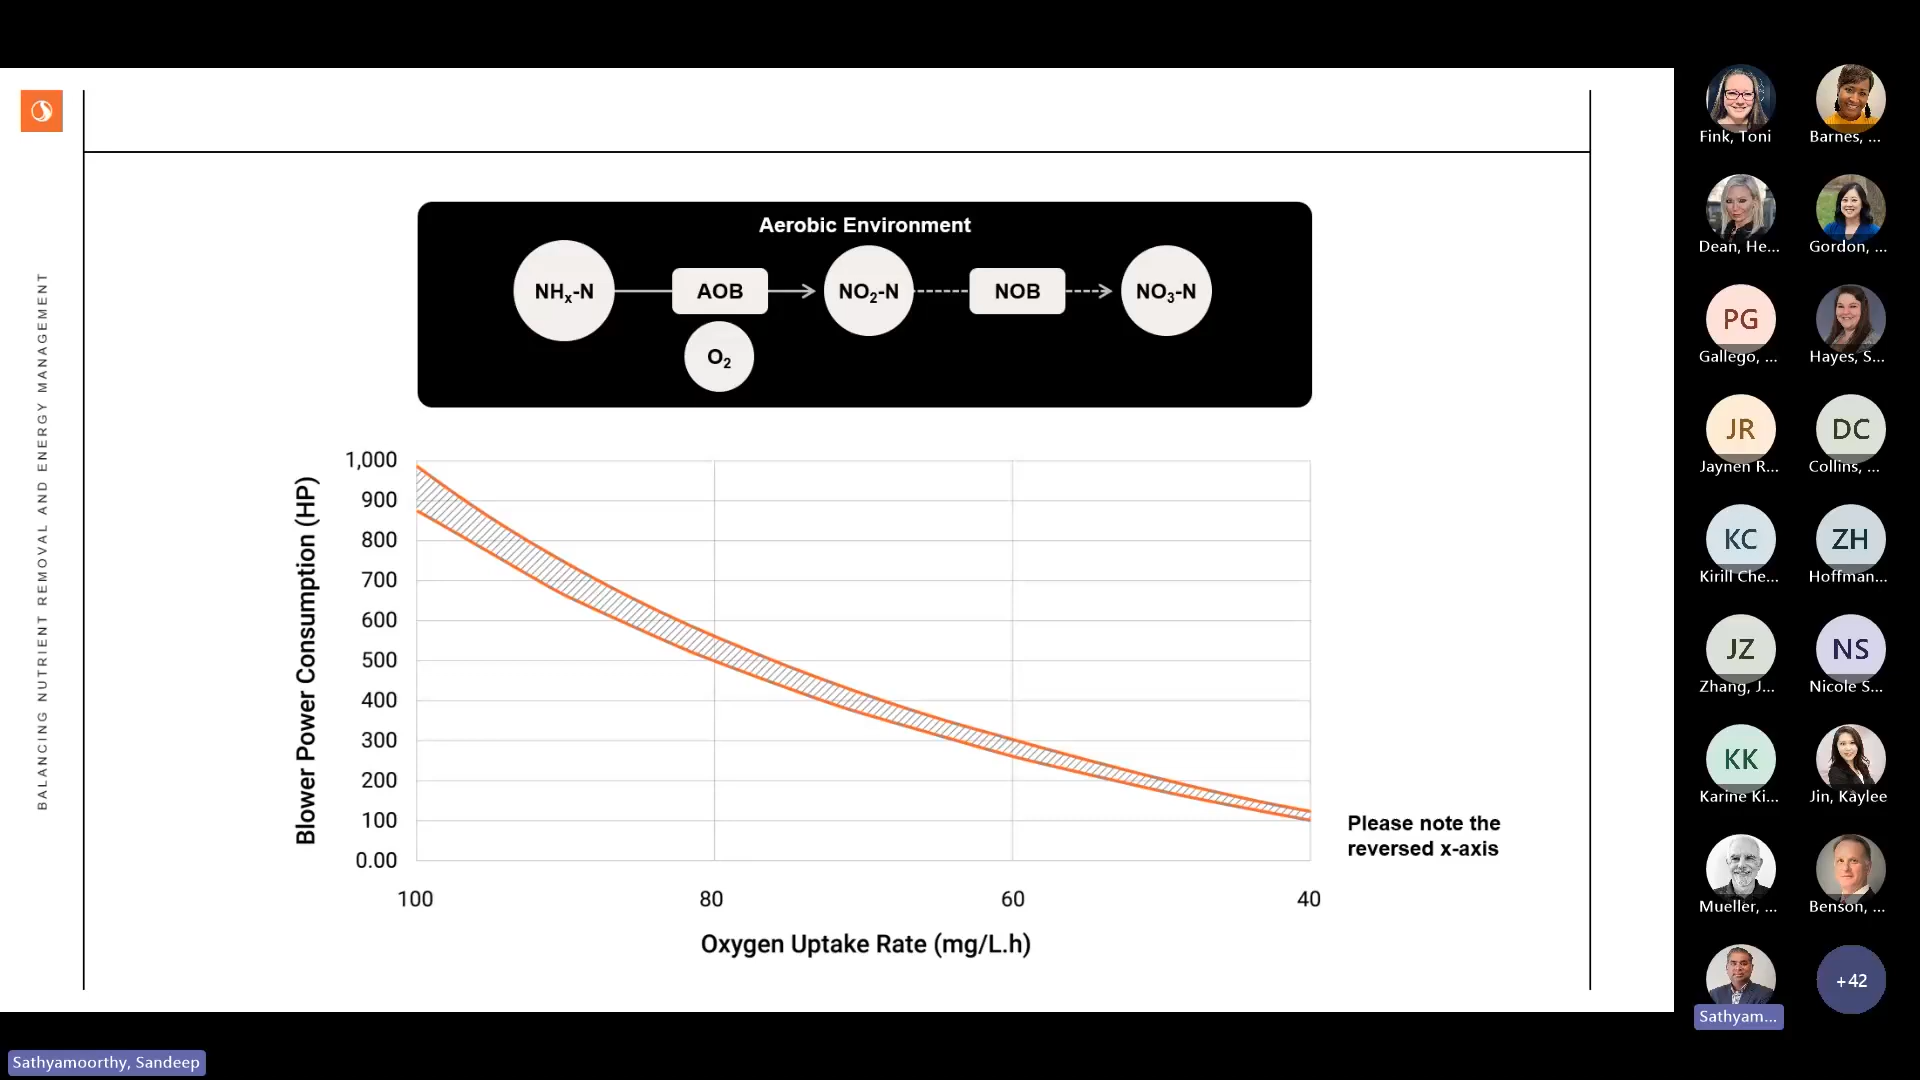 BALANCING NUTRIENT REMOVAL AND ENERGY MANAGEMENT
Aerobic Environment
NHx-N
AOB
NO2-N
NOB
NO3-N
O2
Blower Power Consumption (HP)
1,000
900
800
700
600
500
400
300
200
100
0.00
100
80
60
40
Oxygen Uptake Rate (mg/L.h)
Please note the
reversed x-axis
Fink, Toni
Barnes, ...
Dean, He...
Gordon, ...
PG
Gallego, ...
Hayes, S...
JR
Jaynen R...
DC
Collins, ...
KC
Kirill Che...
ZH
Hoffman...
JZ
Zhang, J...
NS
Nicole S...
KK
Karine Ki...
Jin, Kaylee
Mueller, ...
Benson, ...
Sathyam...
+42
Sathyamoorthy, Sandeep